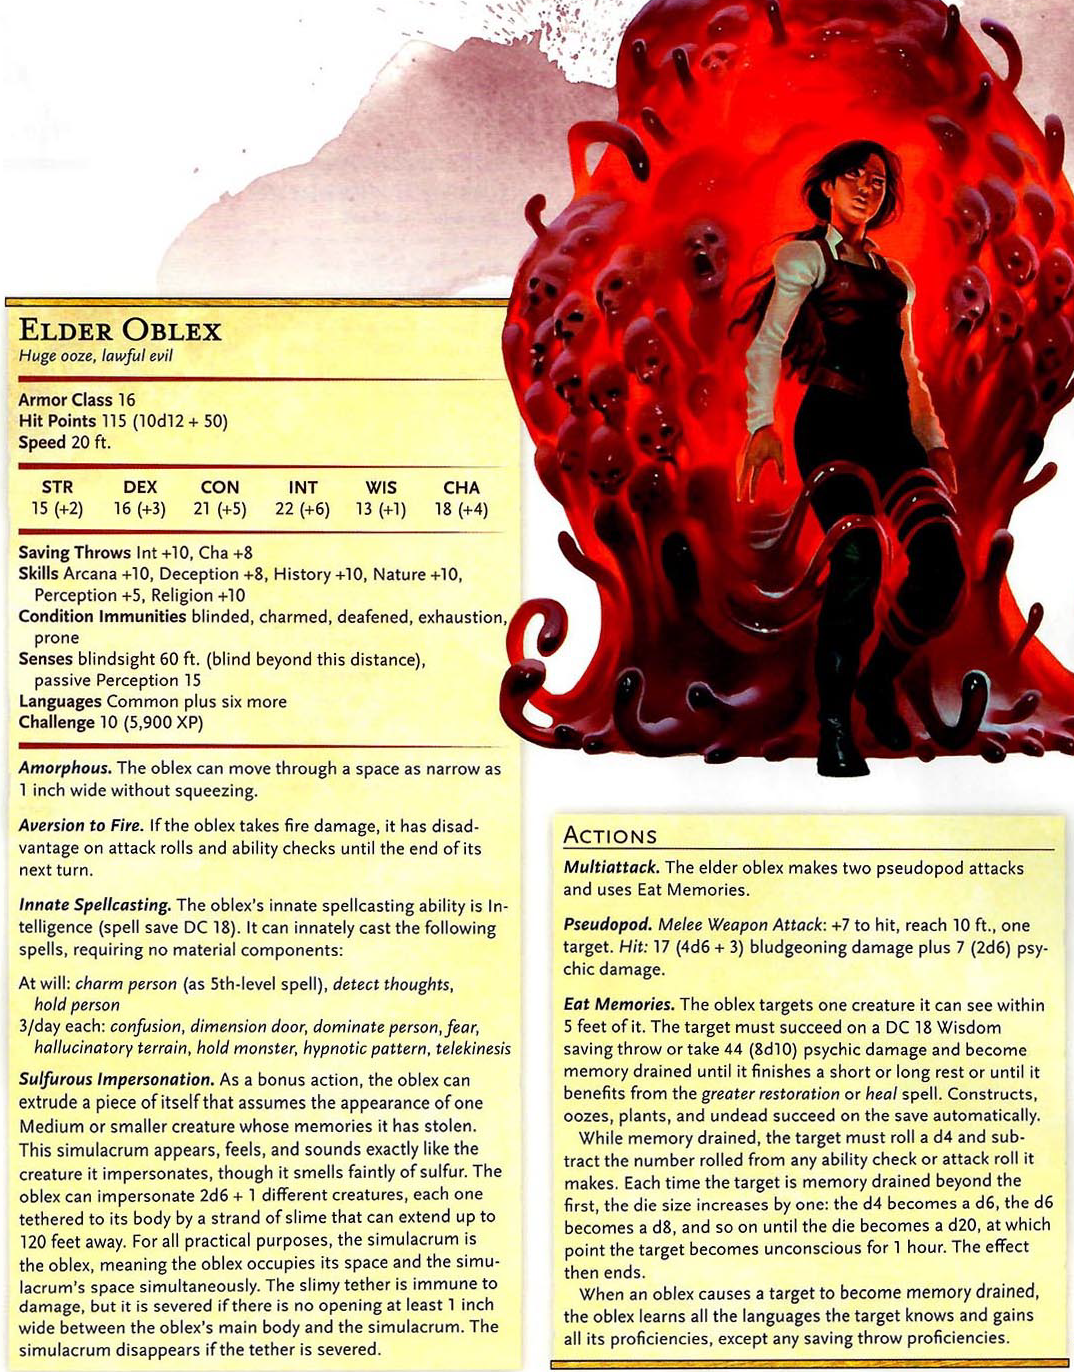 ELDER OBLEX
Huge ooze, lawful evil
Armor Class 16
Hit Points 115 (10d12 + 50)
Speed 20 ft.
STR DEX CON INT WIS CHA
15 (+2) 16 (+3) 21 (+5) 22 (+6) 13 (+1) 18 (+4)
Saving Throws Int +10, Cha +8
Skills Arcana +10, Deception +8, History +10, Nature +10,
Perception +5, Religion +10
Condition Immunities blinded, charmed, deafened, exhaustion,
prone
Senses blindsight 60 ft. (blind beyond this distance),
passive Perception 15
Languages Common plus six more
Challenge 10 (5,900 XP)
Amorphous. The oblex can move through a space as narrow as
1 inch wide without squeezing.
Aversion to Fire. If the oblex takes fire damage, it has disad-
vantage on attack rolls and ability checks until the end of its
next turn.
Innate Spellcasting. The oblex's innate spellcasting ability is In-
telligence (spell save DC 18). It can innately cast the following
spells, requiring no material components:
At will: charm person (as 5th-level spell), detect thoughts,
hold person
3/day each: confusion, dimension door, dominate person, fear,
hallucinatory terrain, hold monster, hypnotic pattern, telekinesis
Sulfurous Impersonation. As a bonus action, the oblex can
extrude a piece of itself that assumes the appearance of one
Medium or smaller creature whose memories it has stolen.
This simulacrum appears, feels, and sounds exactly like the
creature it impersonates, though it smells faintly of sulfur. The
oblex can impersonate 2d6 + 1 different creatures, each one
tethered to its body by a strand of slime that can extend up to
120 feet away. For all practical purposes, the simulacrum is
the oblex, meaning the oblex occupies its space and the simu-
lacrum's space simultaneously. The slimy tether is immune to
damage, but it is severed if there is no opening at least 1 inch
wide between the oblex's main body and the simulacrum. The
simulacrum disappears if the tether is severed.
ACTIONS
Multiattack. The elder oblex makes two pseudopod attacks
and uses Eat Memories.
Pseudopod. Melee Weapon Attack: +7 to hit, reach 10 ft., one
target. Hit: 17 (4d6 + 3) bludgeoning damage plus 7 (2d6) psy-
chic damage.
Eat Memories. The oblex targets one creature it can see within
5 feet of it. The target must succeed on a DC 18 Wisdom
saving throw or take 44 (8d10) psychic damage and become
memory drained until it finishes a short or long rest or until it
benefits from the greater restoration or heal spell. Constructs,
oozes, plants, and undead succeed on the save automatically.
While memory drained, the target must roll a d4 and sub-
tract the number rolled from any ability check or attack roll it
makes. Each time the target is memory drained beyond the
first, the die size increases by one: the d4 becomes a d6, the d6
becomes a d8, and so on until the die becomes a d20, at which
point the target becomes unconscious for 1 hour. The effect
then ends.
When an oblex causes a target to become memory drained,
the oblex learns all the languages the target knows and gains
all its proficiencies, except any saving throw proficiencies.